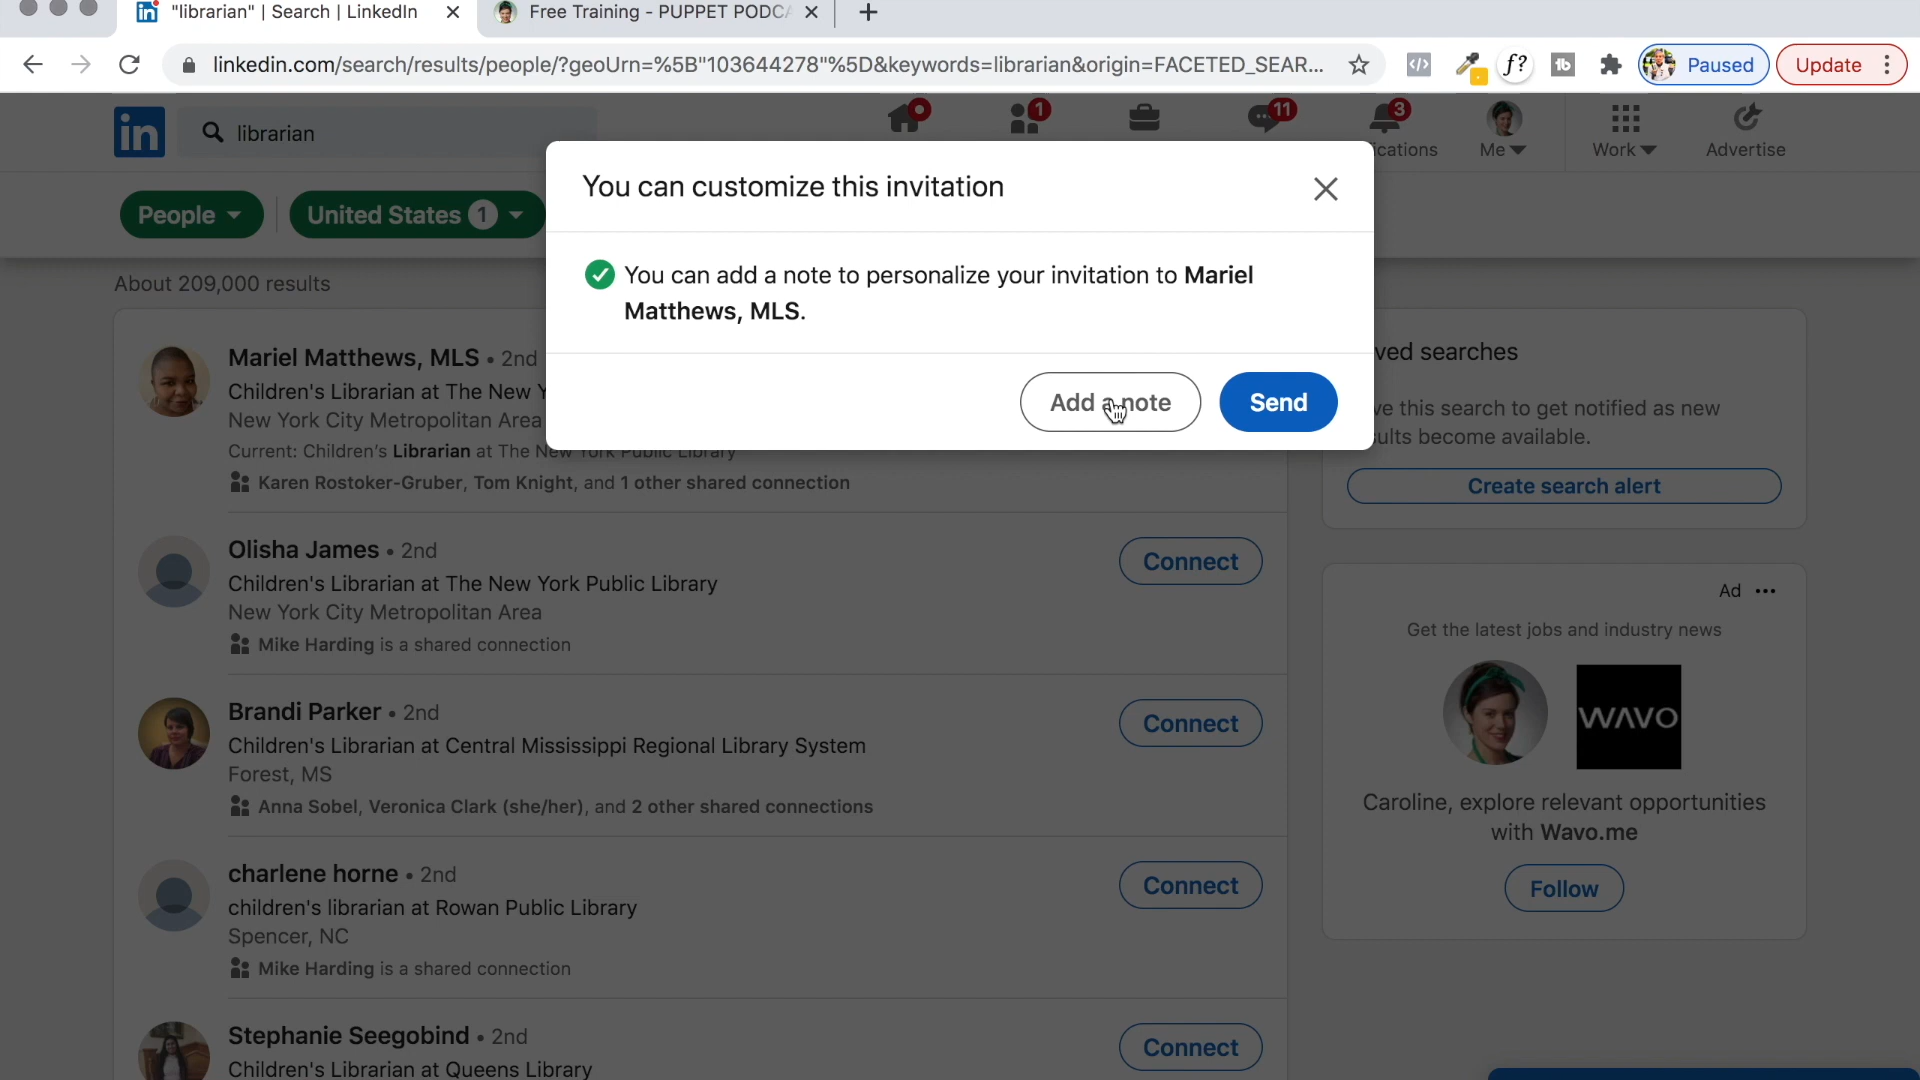 "librarian" | Search | LinkedIn
Free Training - PUPPET PODCA
linkedin.com/search/results/people/?geoUrn=%5B"103644278"%5D&keywords=librarian&origin=FACETED_SEAR...
</>
f?
tb
Paused
Update
in
librarian
1
11
3
ications
Me
Work
Advertise
People
United States 1
You can customize this invitation
You can add a note to personalize your invitation to Mariel
Matthews, MLS.
Add a note
Send
About 209,000 results
Mariel Matthews, MLS • 2nd
Children's Librarian at The New Y
New York City Metropolitan Area
Current: Children's Librarian at The New York Public Library
Karen Rostoker-Gruber, Tom Knight, and 1 other shared connection
Olisha James • 2nd
Children's Librarian at The New York Public Library
New York City Metropolitan Area
Mike Harding is a shared connection
Connect
Brandi Parker • 2nd
Children's Librarian at Central Mississippi Regional Library System
Forest, MS
Anna Sobel, Veronica Clark (she/her), and 2 other shared connections
Connect
charlene horne • 2nd
children's librarian at Rowan Public Library
Spencer, NC
Mike Harding is a shared connection
Connect
Stephanie Seegobind • 2nd
Children's Librarian at Queens Library
Connect
ved searches
ve this search to get notified as new
ults become available.
Create search alert
Ad •••
Get the latest jobs and industry news
WAVO
Caroline, explore relevant opportunities
with Wavo.me
Follow